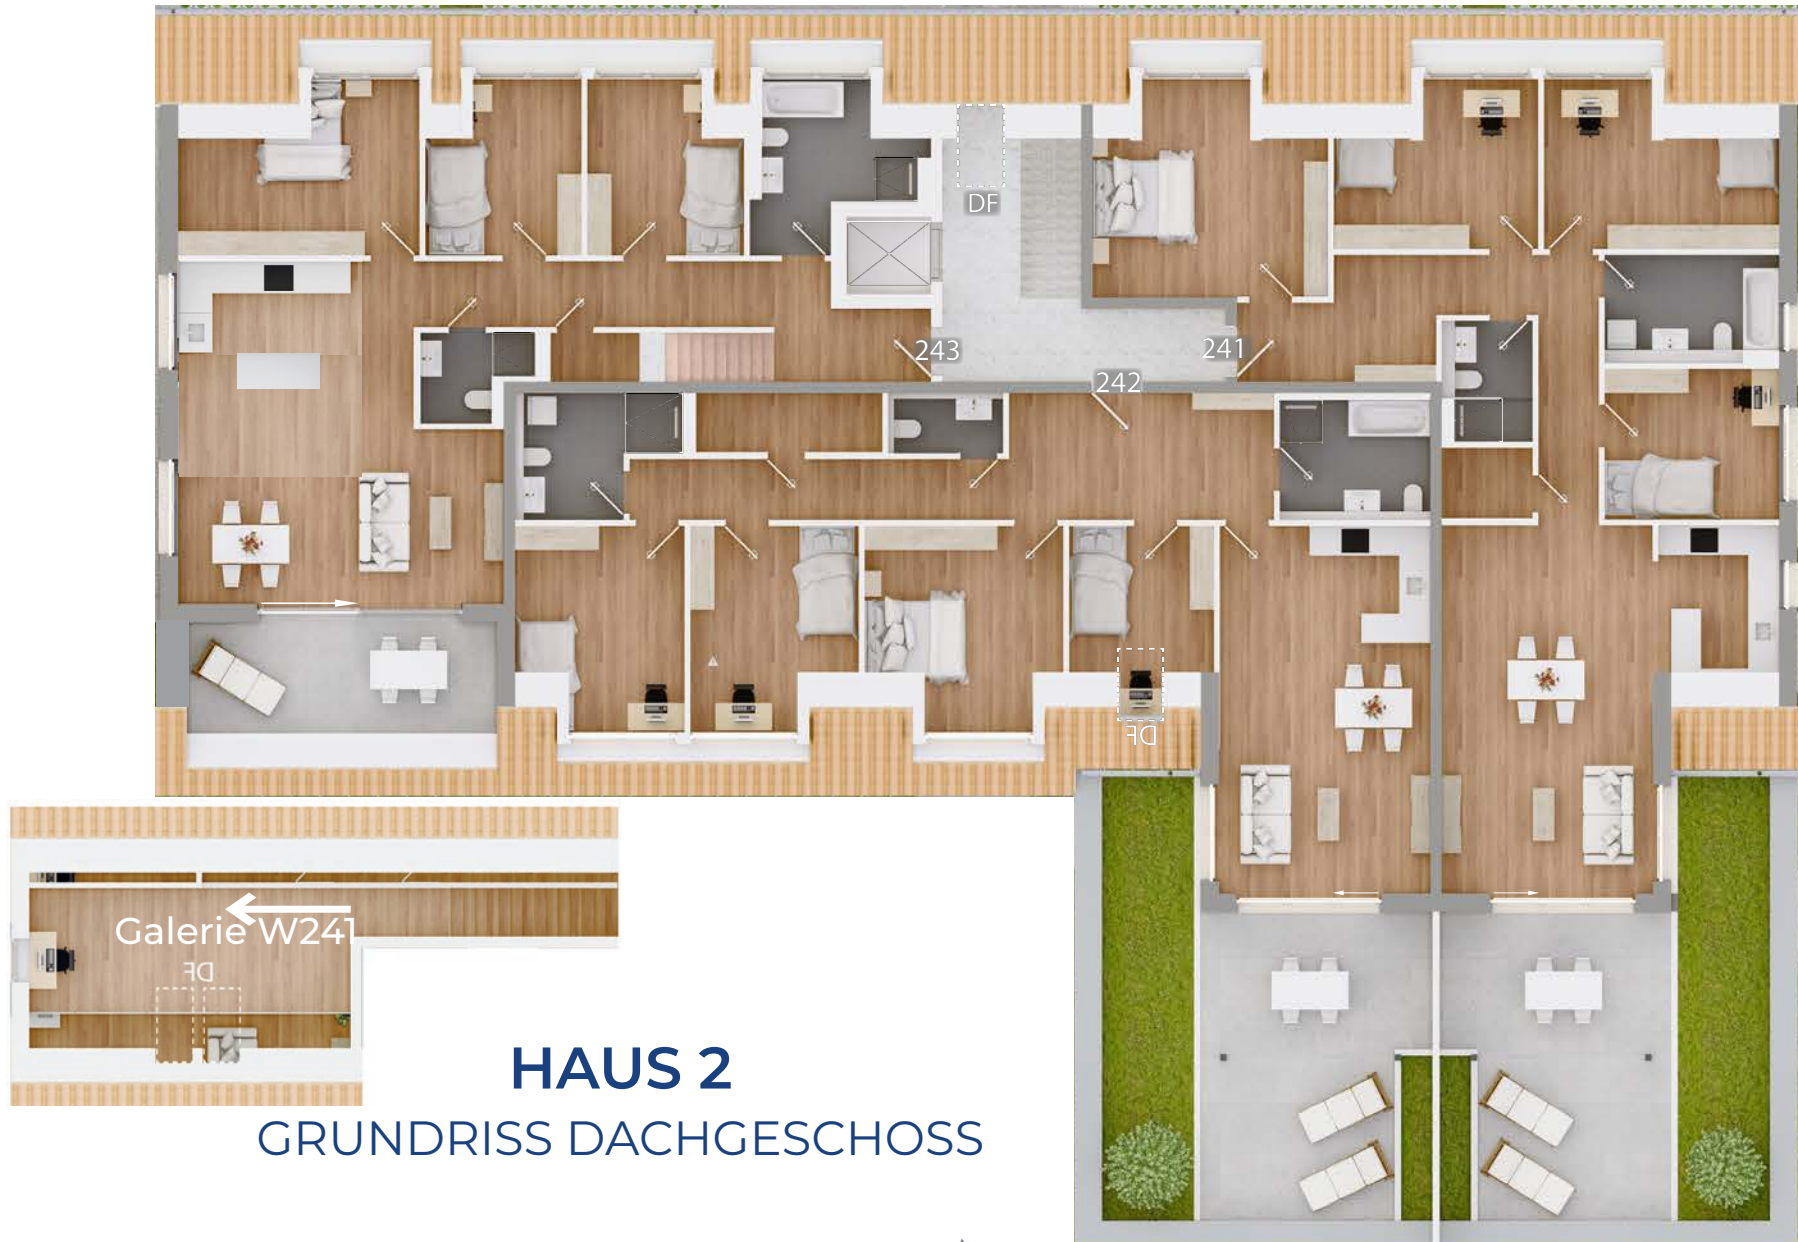 DF
243
241
242
DF
Galerie W241
DF
HAUS 2
GRUNDRISS DACHGESCHOSS